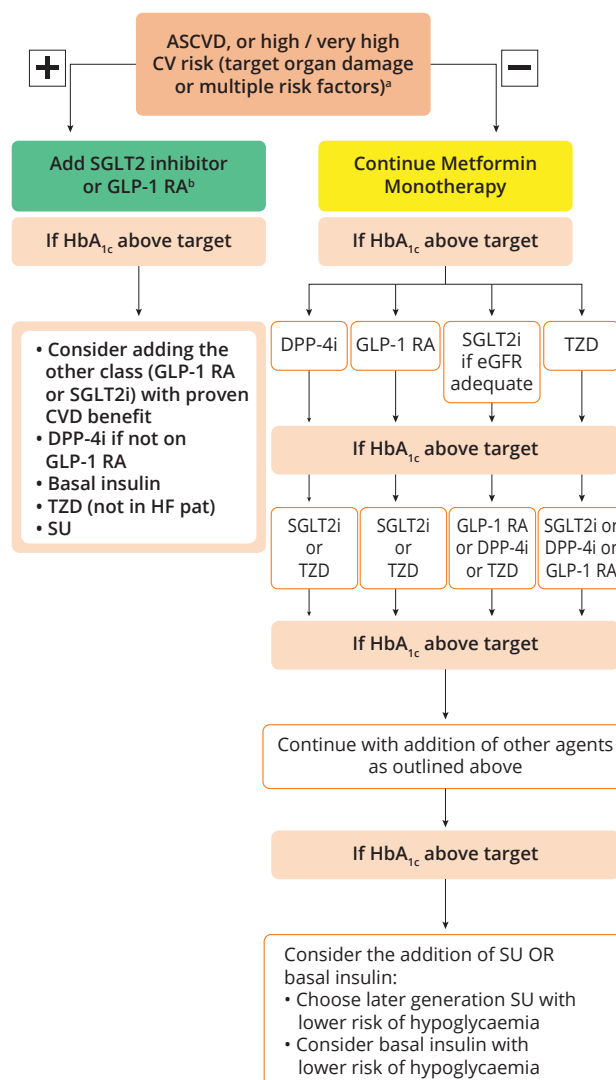 +
ASCVD, or high / very high
CV risk (target organ damage
or multiple risk factors)ᵃ
−
Add SGLT2 inhibitor
or GLP-1 RAᵇ
If HbA₁c above target
• Consider adding the
other class (GLP-1 RA
or SGLT2i) with proven
CVD benefit
• DPP-4i if not on
GLP-1 RA
• Basal insulin
• TZD (not in HF pat)
• SU
Continue Metformin
Monotherapy
If HbA₁c above target
DPP-4i
GLP-1 RA
SGLT2i
if eGFR
adequate
TZD
If HbA₁c above target
SGLT2i
or
TZD
SGLT2i
or
TZD
GLP-1 RA
or DPP-4i
or TZD
SGLT2i or
DPP-4i or
GLP-1 RA
If HbA₁c above target
Continue with addition of other agents
as outlined above
If HbA₁c above target
Consider the addition of SU OR
basal insulin:
• Choose later generation SU with
lower risk of hypoglycaemia
• Consider basal insulin with
lower risk of hypoglycaemia